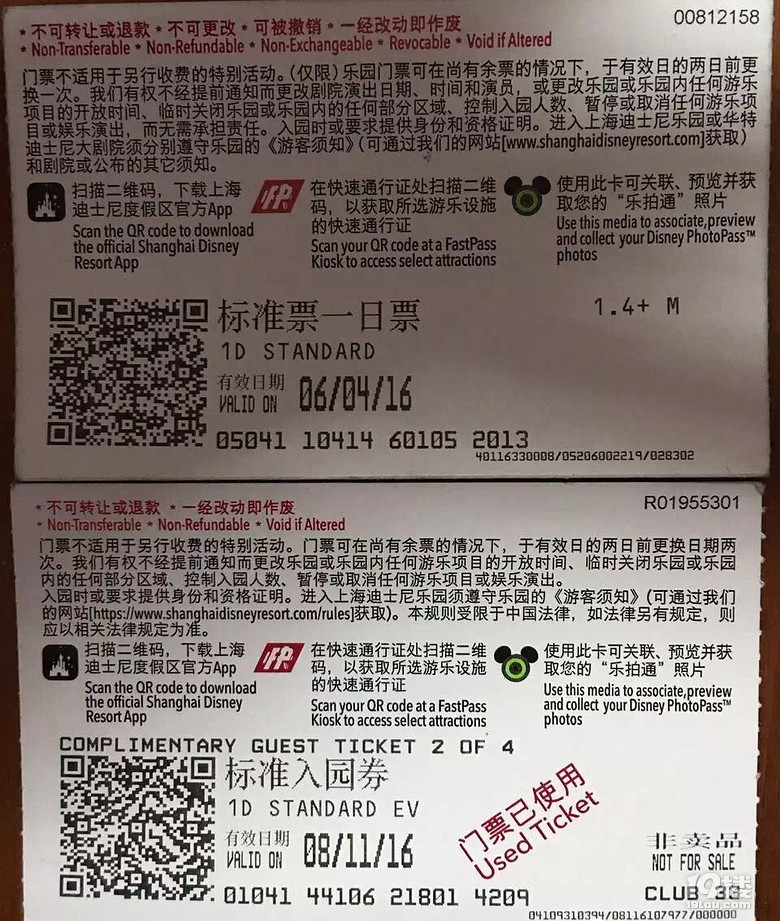 00812158
* 不可转让或退款 * 不可更改 * 可被撤销 * 一经改动即作废
* Non-Transferable * Non-Refundable * Non-Exchangeable * Revocable * Void if Altered
门票不适用于另行收费的特别活动。(仅限)乐园门票可在尚有余票的情况下，于有效日的两日前更
换一次。我们有权不经提前通知而更改剧院演出日期、时间和演员，或更改乐园或乐园内任何游乐
项目的开放时间、临时关闭乐园或乐园内的任何部分区域、控制入园人数、暂停或取消任何游乐项
目或娱乐演出，而无需承担责任。入园时或要求提供身份和资格证明。进入上海迪士尼乐园或华特
迪士尼大剧院须分别遵守乐园的《游客须知》(可通过我们的网站[www.shanghaidisneyresort.com]获取)
和剧院或公布的其它须知。
扫描二维码，下载上海
迪士尼度假区官方App
Scan the QR code to download
the official Shanghai Disney
Resort App
FP
在快速通行证处扫描二维
码，以获取所选游乐设施
的快速通行证
Scan your QR code at a FastPass
Kiosk to access select attractions
使用此卡可关联、预览并获
取您的“乐拍通”照片
Use this media to associate,preview
and collect your Disney PhotoPass™
photos
标准票一日票
1.4+ M
1D STANDARD
有效日期
VALID ON 06/04/16
05041 10414 60105 2013
40116330008/05206002219/028302
R01955301
* 不可转让或退款 * 一经改动即作废
* Non-Transferable * Non-Refundable * Void if Altered
门票不适用于另行收费的特别活动。门票可在尚有余票的情况下，于有效日的两日前更换日期两
次。我们有权不经提前通知而更改乐园或乐园内任何游乐项目的开放时间、临时关闭乐园或乐园
内的任何部分区域、控制入园人数、暂停或取消任何游乐项目或娱乐演出。
入园时或要求提供身份和资格证明。进入上海迪士尼乐园须遵守乐园的《游客须知》(可通过我们
的网站[https://www.shanghaidisneyresort.com/rules]获取)。本规则受限于中国法律，如法律另有规定，则
应以相关法律规定为准。
扫描二维码，下载上海
迪士尼度假区官方App
Scan the QR code to download
the official Shanghai Disney
Resort App
FP
在快速通行证处扫描二维
码，以获取所选游乐设施
的快速通行证
Scan your QR code at a FastPass
Kiosk to access select attractions
使用此卡可关联、预览并获
取您的“乐拍通”照片
Use this media to associate,preview
and collect your Disney PhotoPass™
photos
COMPLIMENTARY GUEST TICKET 2 OF 4
标准入园券
1D STANDARD EV
有效日期
VALID ON 08/11/16
门票已使用
Used Ticket
非卖品
NOT FOR SALE
01041 44106 21801 4209
CLUB 33
04109310394/08116107977/000000
19楼
19lou.com